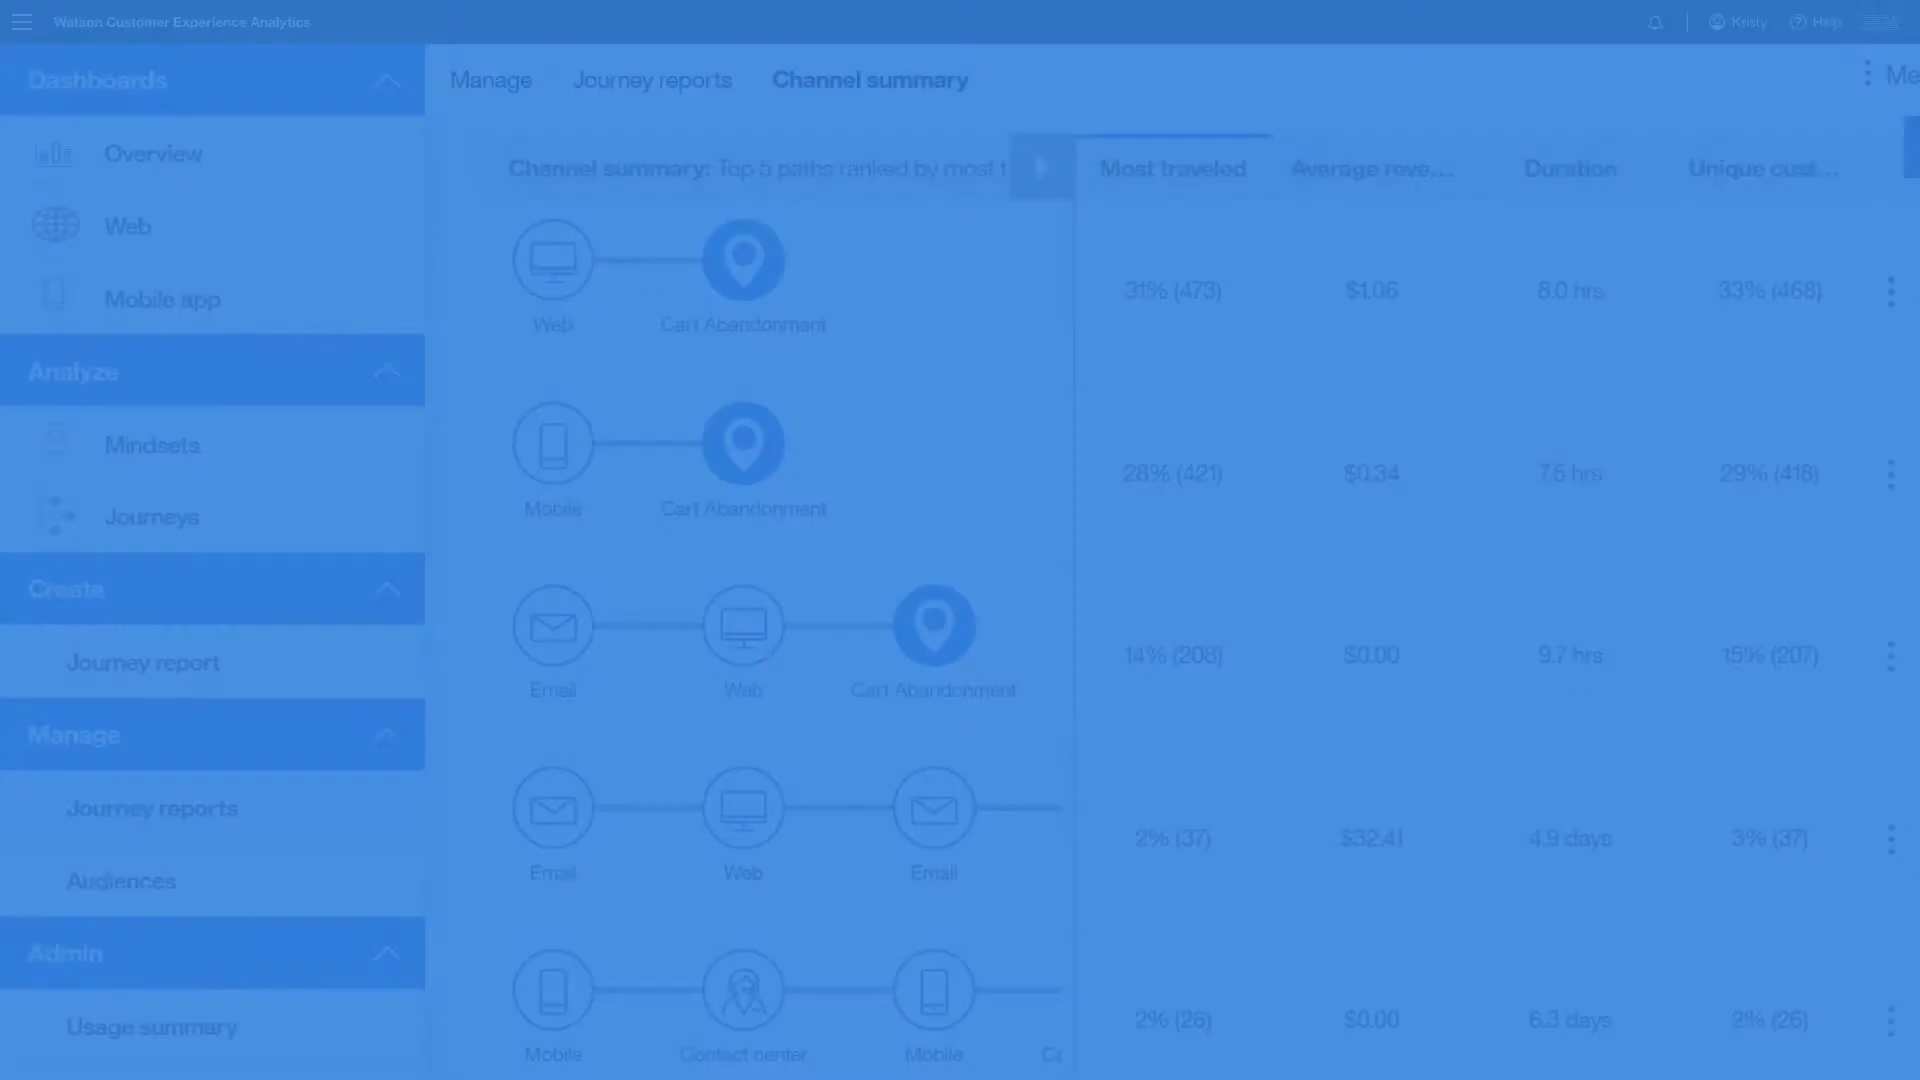 Watson Customer Experience Analytics
Kristy
Help
Dashboards
Overview
Web
Mobile app
Analyze
Mindsets
Journeys
Create
Journey report
Manage
Journey reports
Audiences
Admin
Usage summary
Manage Journey reports Channel summary
Me
Channel summary: Top 5 paths ranked by most t
Most traveled Average reve... Duration Unique cust...
Web Cart Abandonment
31% (473) $1.06 8.0 hrs 33% (468)
Mobile Cart Abandonment
28% (421) $0.34 7.5 hrs 29% (418)
Email Web Cart Abandonment
14% (208) $0.00 9.7 hrs 15% (207)
Email Web Email
2% (37) $32.41 4.9 days 3% (37)
Mobile Contact center Mobile Ca
2% (26) $0.00 6.3 days 2% (26)